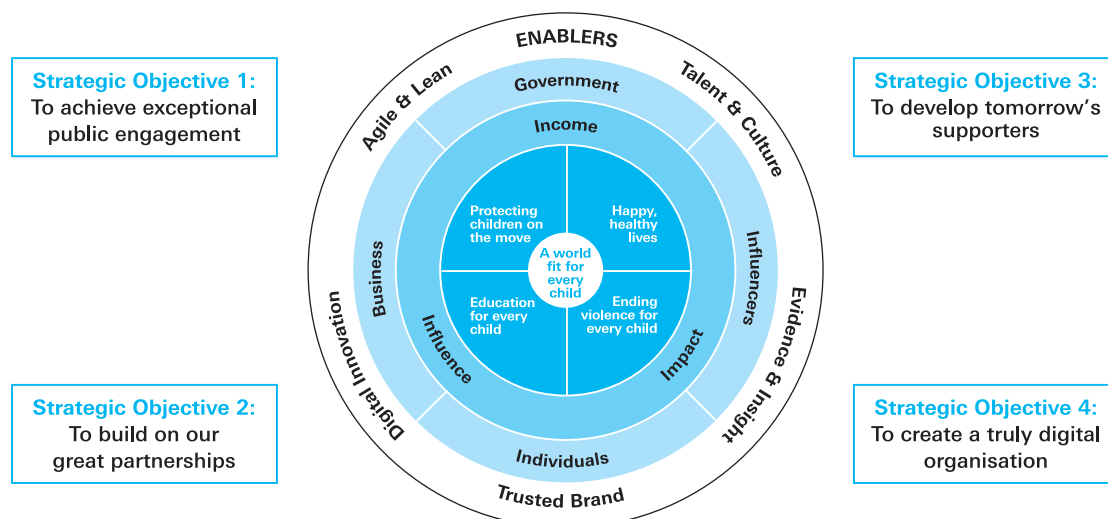 Strategic Objective 1:
To achieve exceptional
public engagement
Strategic Objective 2:
To build on our
great partnerships
ENABLERS
Agile & Lean
Talent & Culture
Digital Innovation
Evidence & Insight
Trusted Brand
Government
Business
Influencers
Individuals
Income
Influence
Impact
Protecting
children on
the move
Happy,
healthy
lives
A world
fit for
every
child
Education
for every
child
Ending
violence for
every child
Strategic Objective 3:
To develop tomorrow’s
supporters
Strategic Objective 4:
To create a truly digital
organisation